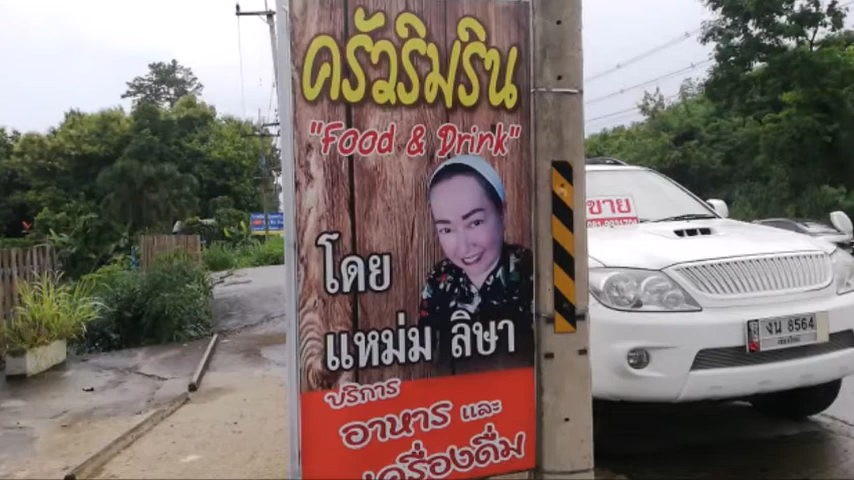 ครัวริมริน
"Food & Drink"
โดย
แหม่ม ลิษา
บริการ
อาหาร และ
เครื่องดื่ม
ขาย
งน 8564